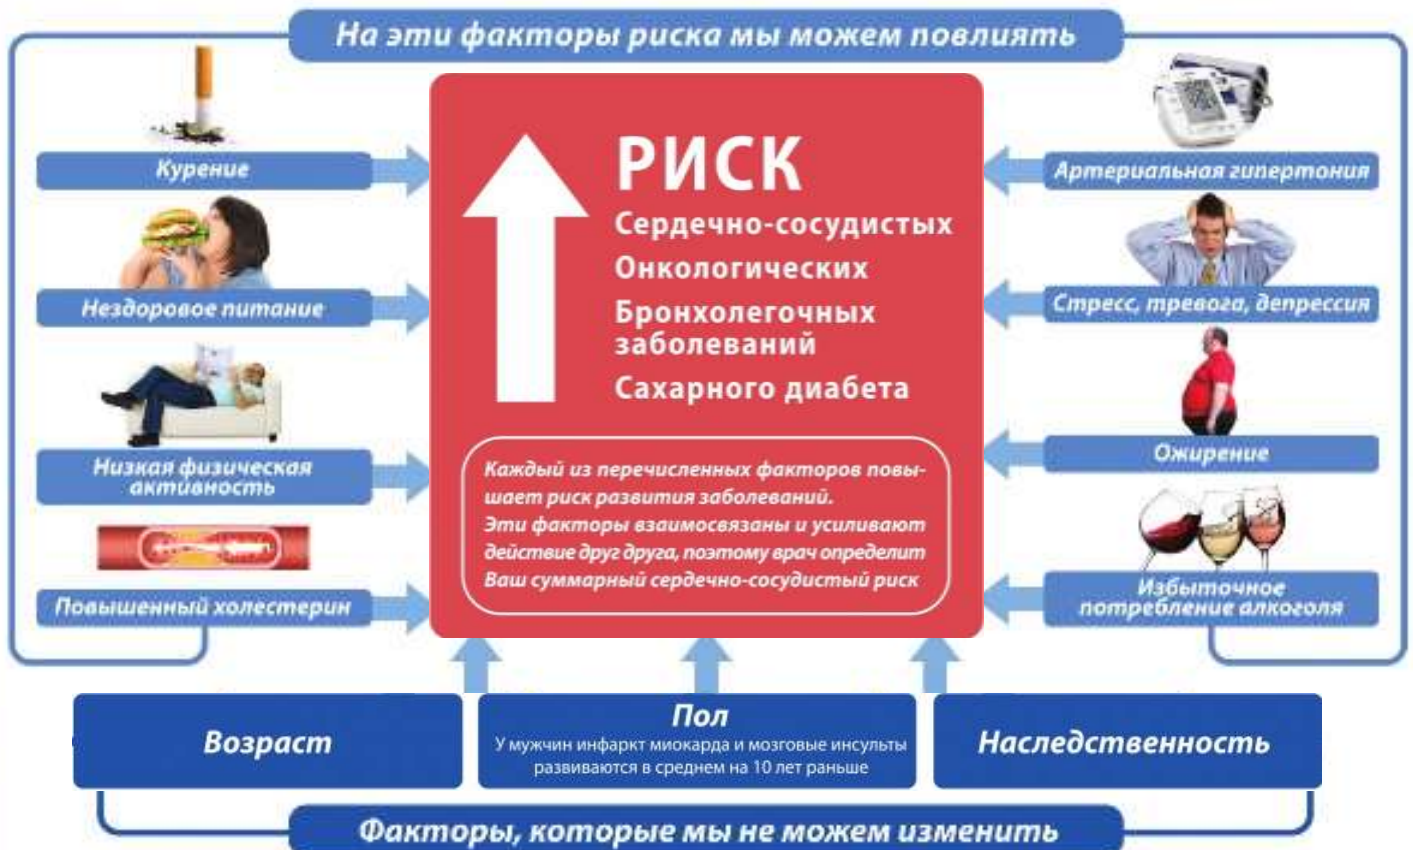 На эти факторы риска мы можем повлиять
Курение
Нездоровое питание
Низкая физическая
активность
Повышенный холестерин
РИСК
Сердечно-сосудистых
Онкологических
Бронхолегочных
заболеваний
Сахарного диабета
Каждый из перечисленных факторов повы-
шает риск развития заболеваний.
Эти факторы взаимосвязаны и усиливают
действие друг друга, поэтому врач определит
Ваш суммарный сердечно-сосудистый риск
Артериальная гипертония
Стресс, тревога, депрессия
Ожирение
Избыточное
потребление алкоголя
Возраст
Пол
У мужчин инфаркт миокарда и мозговые инсульты
развиваются в среднем на 10 лет раньше
Наследственность
Факторы, которые мы не можем изменить